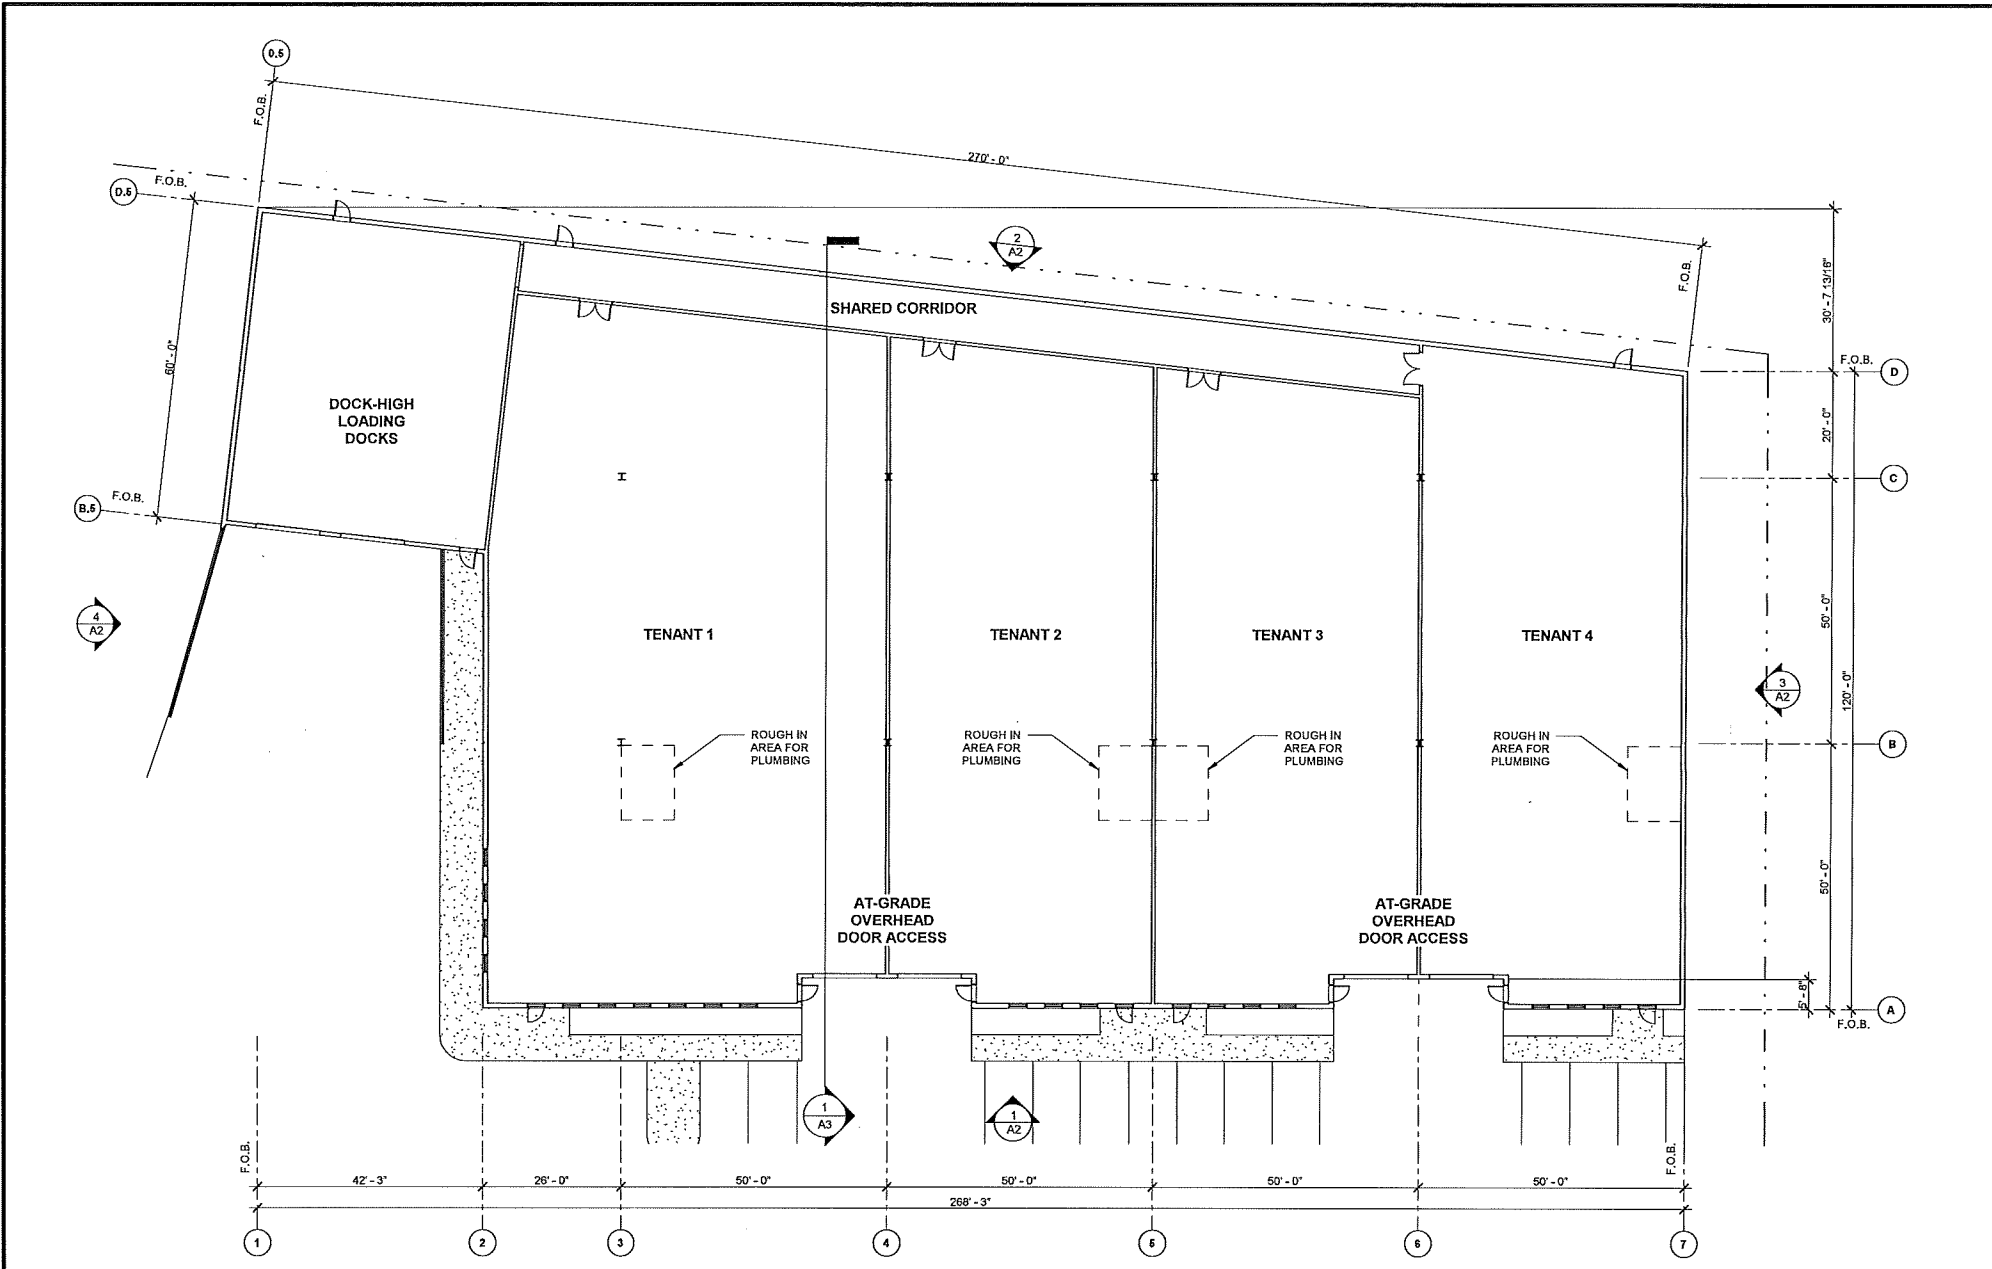 D.5
F.O.B.
270' - 0"
D.5
F.O.B.
2
A2
F.O.B.
30' - 7 13/16"
SHARED CORRIDOR
60' - 0"
F.O.B.
D
DOCK-HIGH
LOADING
DOCKS
20' - 0"
C
F.O.B.
B.5
4
A2
TENANT 1
TENANT 2
TENANT 3
TENANT 4
50' - 0"
3
A2
120' - 0"
ROUGH IN
AREA FOR
PLUMBING
ROUGH IN
AREA FOR
PLUMBING
ROUGH IN
AREA FOR
PLUMBING
ROUGH IN
AREA FOR
PLUMBING
B
50' - 0"
AT-GRADE
OVERHEAD
DOOR ACCESS
AT-GRADE
OVERHEAD
DOOR ACCESS
5' - 8"
A
F.O.B.
1
A3
1
A2
F.O.B.
F.O.B.
42' - 3"
26' - 0"
50' - 0"
50' - 0"
50' - 0"
50' - 0"
268' - 3"
1
2
3
4
5
6
7